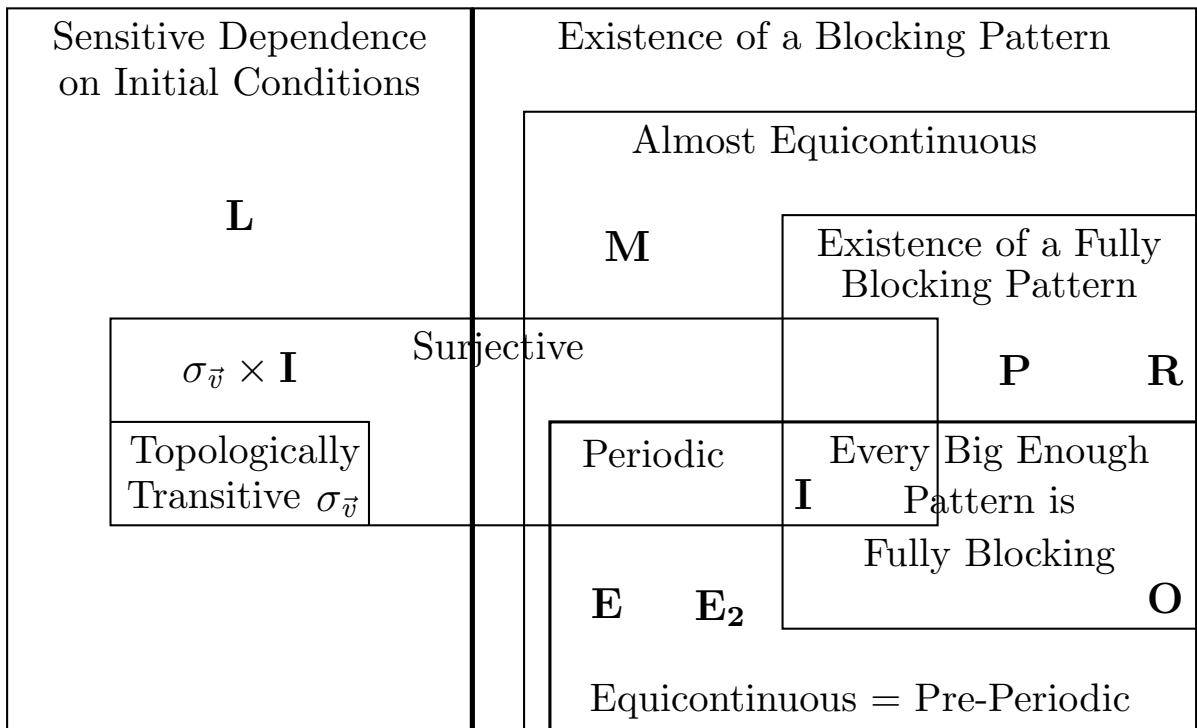 Sensitive Dependence
on Initial Conditions
Existence of a Blocking Pattern
Almost Equicontinuous
L
M
Existence of a Fully
Blocking Pattern
Surjective
σ_v⃗ × I
P
R
Topologically
Transitive σ_v⃗
Periodic
Every Big Enough
I
Pattern is
Fully Blocking
E
E₂
O
Equicontinuous = Pre-Periodic